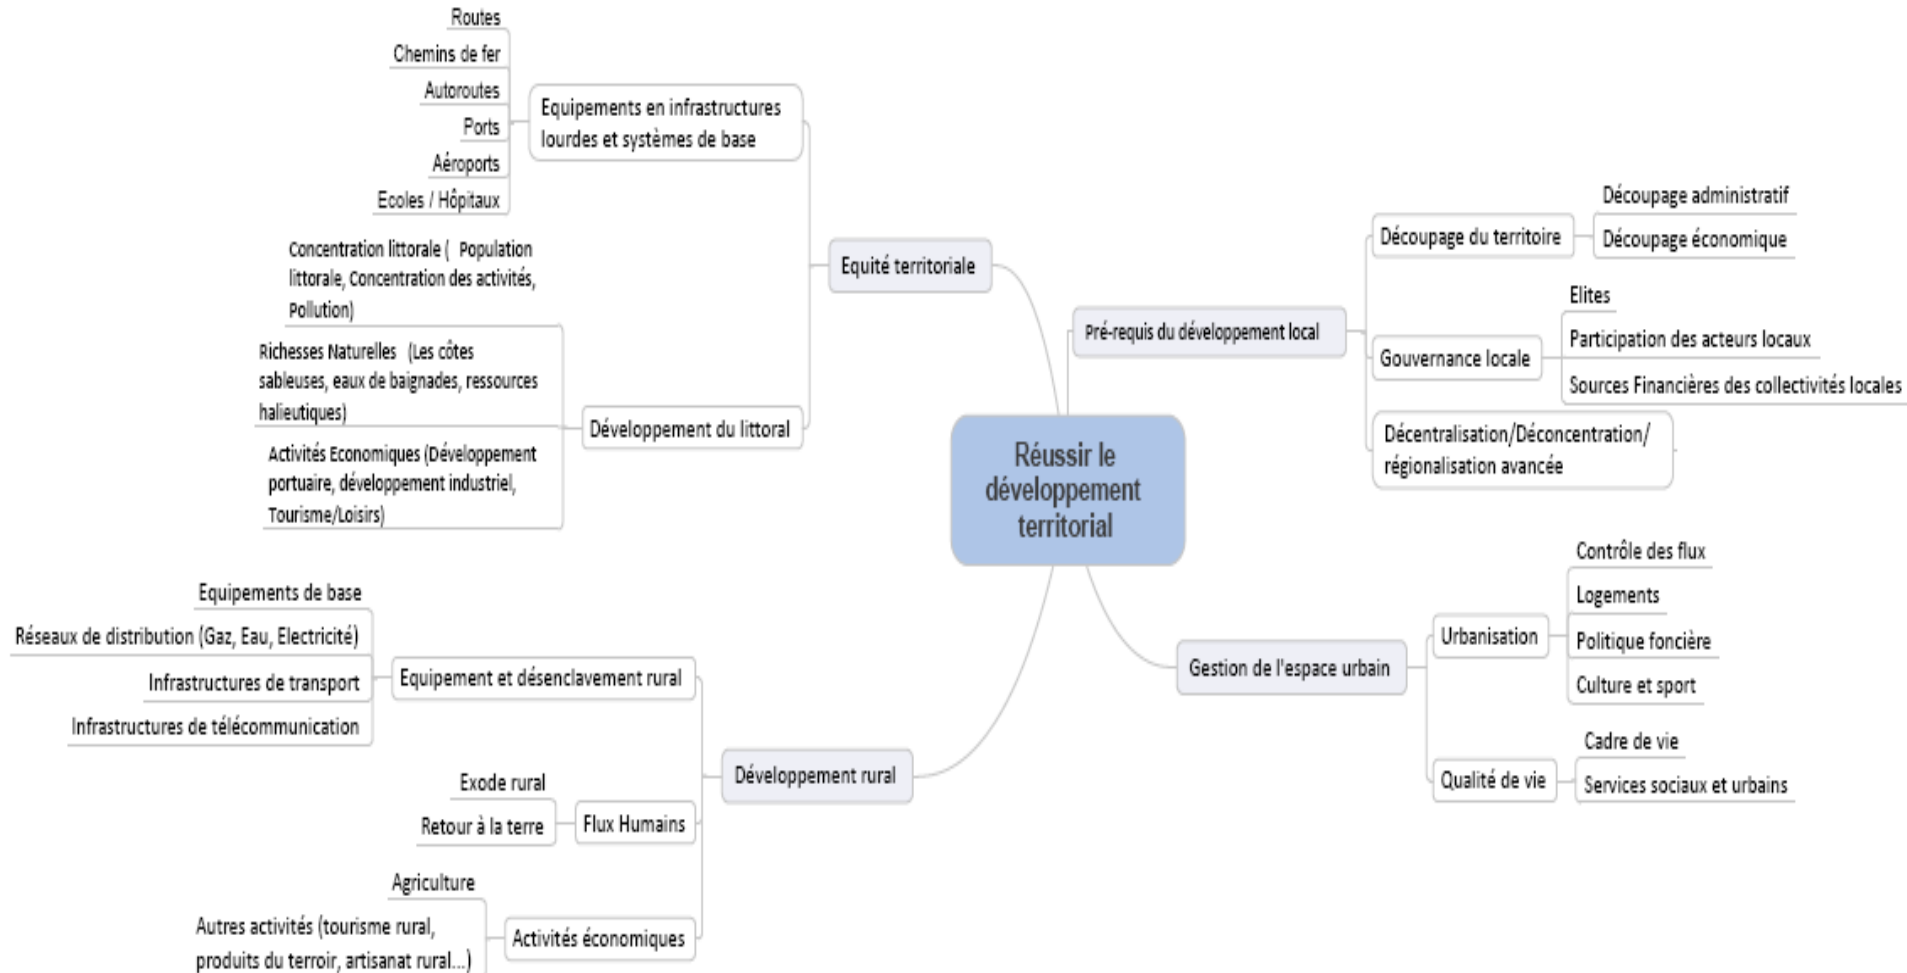 Routes
Chemins de fer
Autoroutes
Ports
Aéroports
Ecoles / Hôpitaux
Equipements en infrastructures
lourdes et systèmes de base
Concentration littorale ( Population
littorale, Concentration des activités,
Pollution)
Richesses Naturelles (Les côtes
sableuses, eaux de baignades, ressources
halieutiques)
Activités Economiques (Développement
portuaire, développement industriel,
Tourisme/Loisirs)
Développement du littoral
Equité territoriale
Equipements de base
Réseaux de distribution (Gaz, Eau, Electricité)
Infrastructures de transport
Infrastructures de télécommunication
Equipement et désenclavement rural
Exode rural
Retour à la terre
Flux Humains
Agriculture
Autres activités (tourisme rural,
produits du terroir, artisanat rural...)
Activités économiques
Développement rural
Réussir le
développement
territorial
Pré-requis du développement local
Découpage du territoire
Découpage administratif
Découpage économique
Gouvernance locale
Elites
Participation des acteurs locaux
Sources Financières des collectivités locales
Décentralisation/Déconcentration/
régionalisation avancée
Gestion de l'espace urbain
Urbanisation
Contrôle des flux
Logements
Politique foncière
Culture et sport
Qualité de vie
Cadre de vie
Services sociaux et urbains